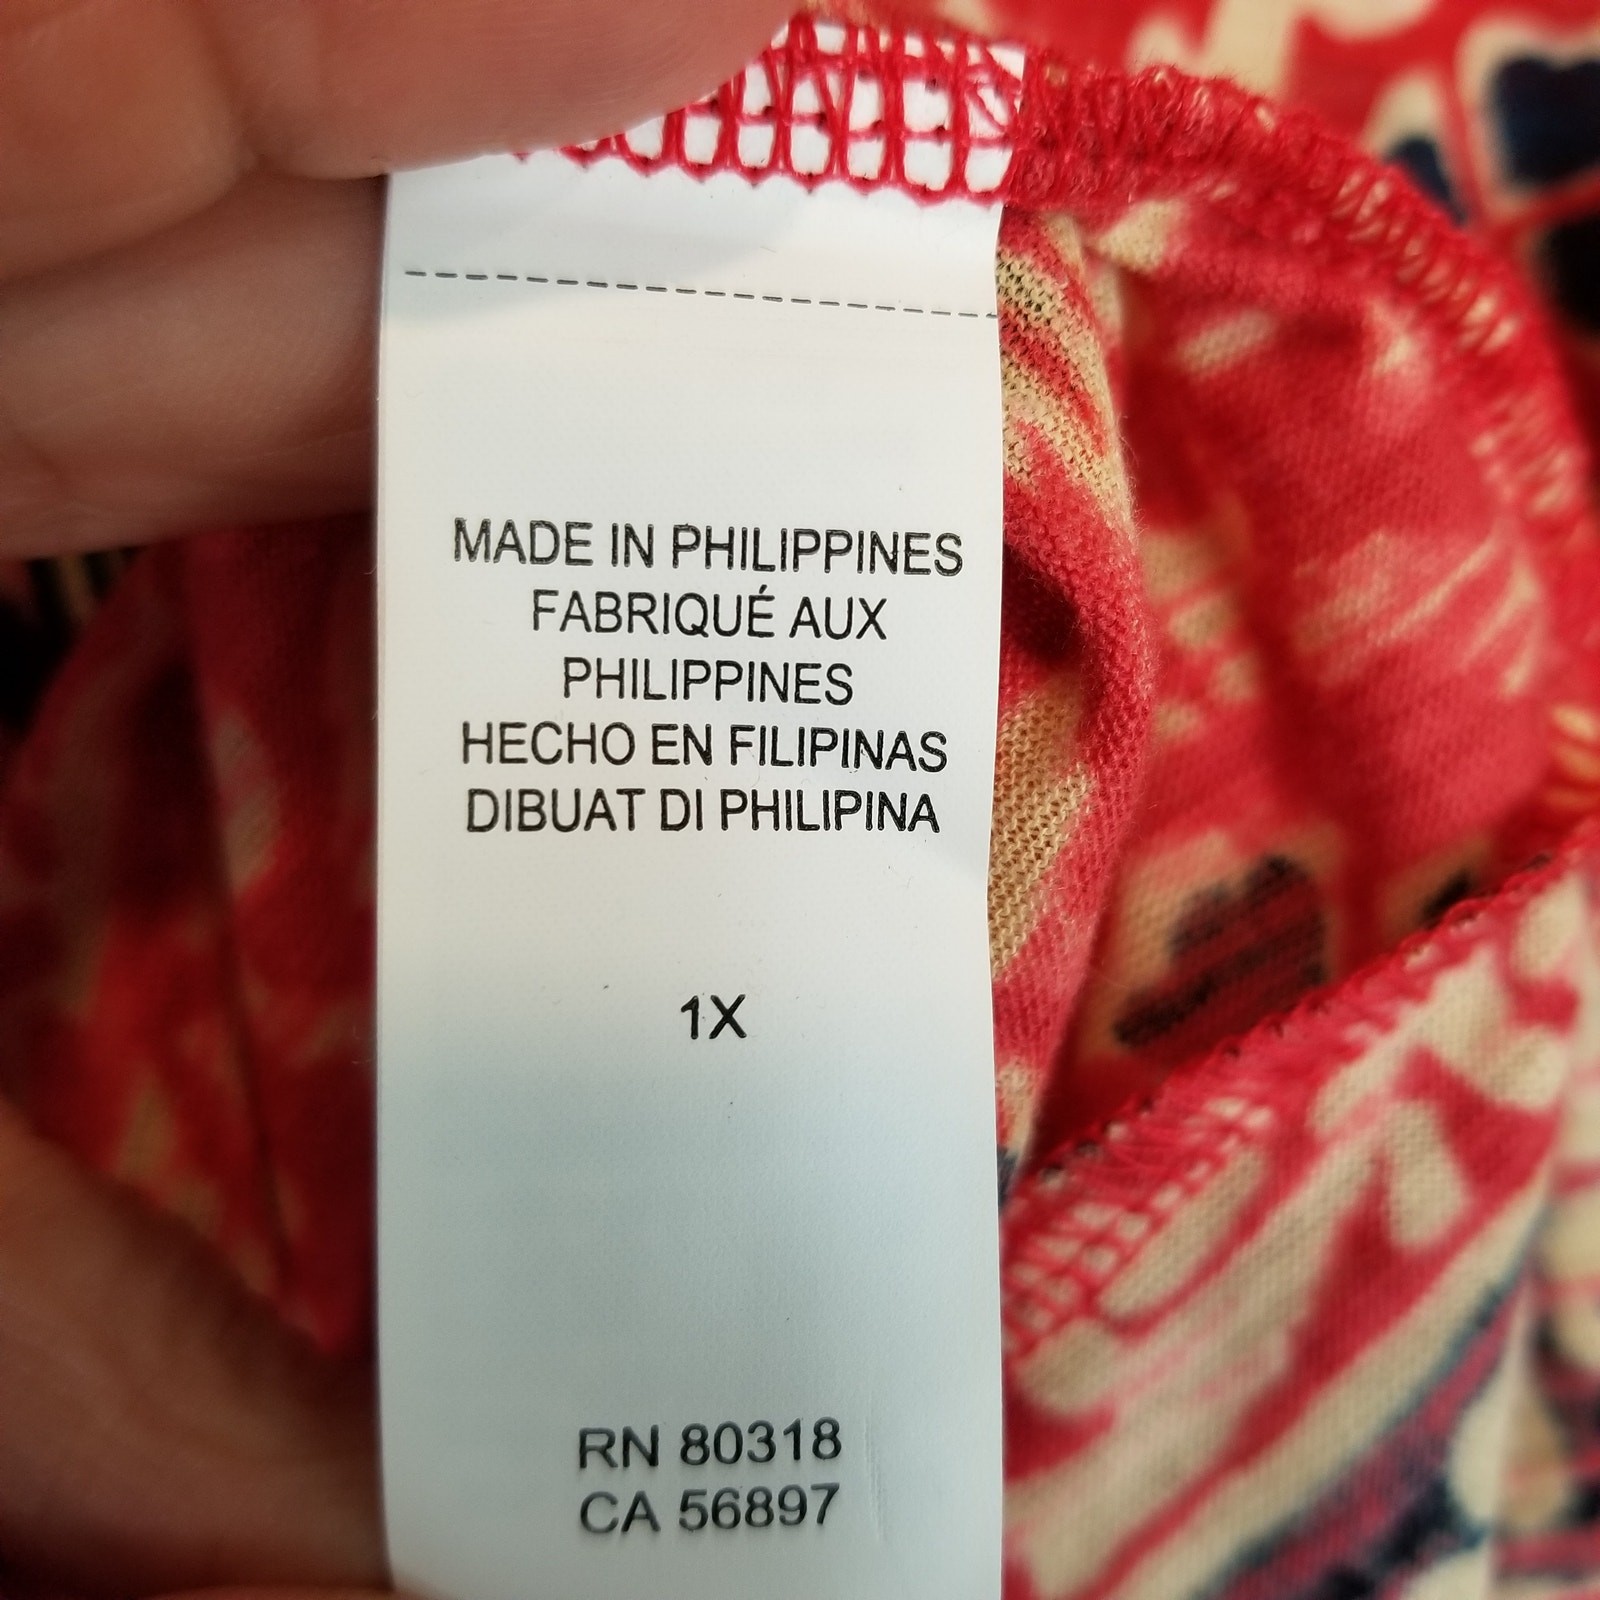 MADE IN PHILIPPINES
FABRIQUÉ AUX
PHILIPPINES
HECHO EN FILIPINAS
DIBUAT DI PHILIPINA
1X
RN 80318
CA 56897